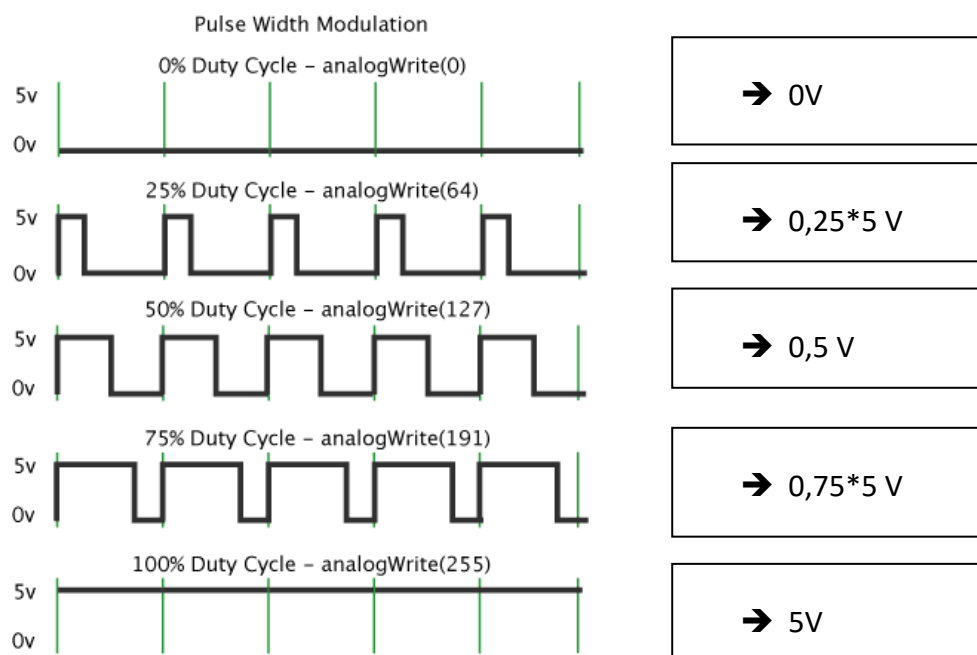 Pulse Width Modulation
0% Duty Cycle – analogWrite(0)
5v
0v
➔ 0V
25% Duty Cycle – analogWrite(64)
5v
0v
➔ 0,25*5 V
50% Duty Cycle – analogWrite(127)
5v
0v
➔ 0,5 V
75% Duty Cycle – analogWrite(191)
5v
0v
➔ 0,75*5 V
100% Duty Cycle – analogWrite(255)
5v
0v
➔ 5V